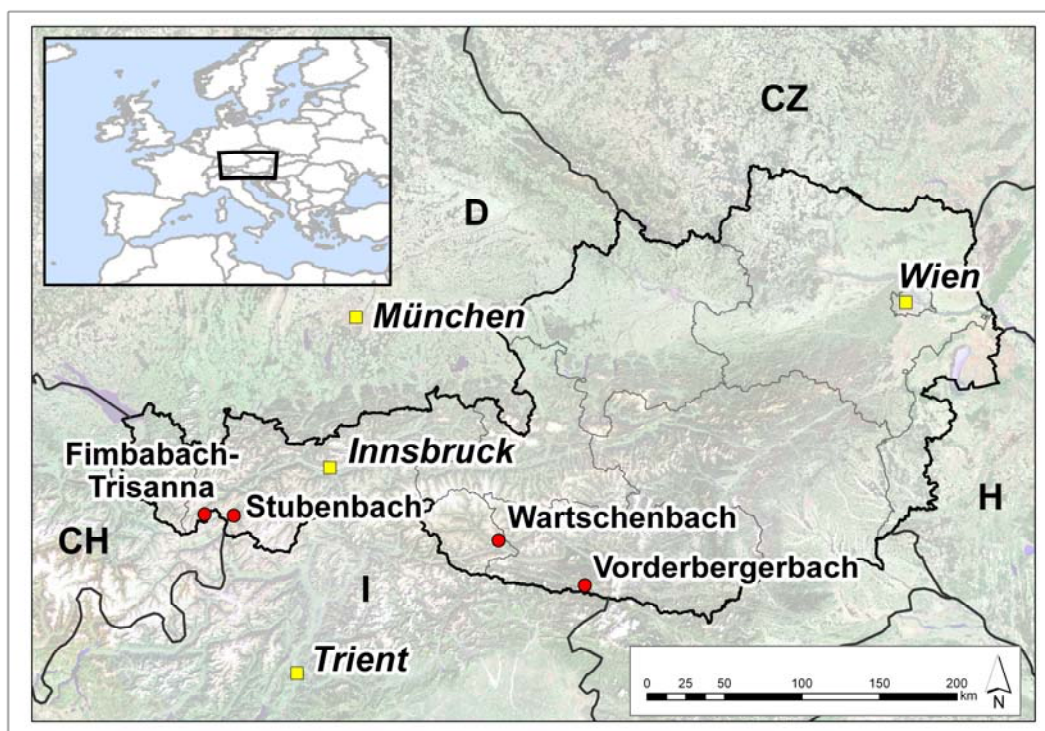 CZ
D
Wien
München
Innsbruck
Fimbabach-
Trisanna
Stubenbach
Wartschenbach
H
CH
Vorderbergerbach
I
Trient
0 25 50 100 150 200
km
N